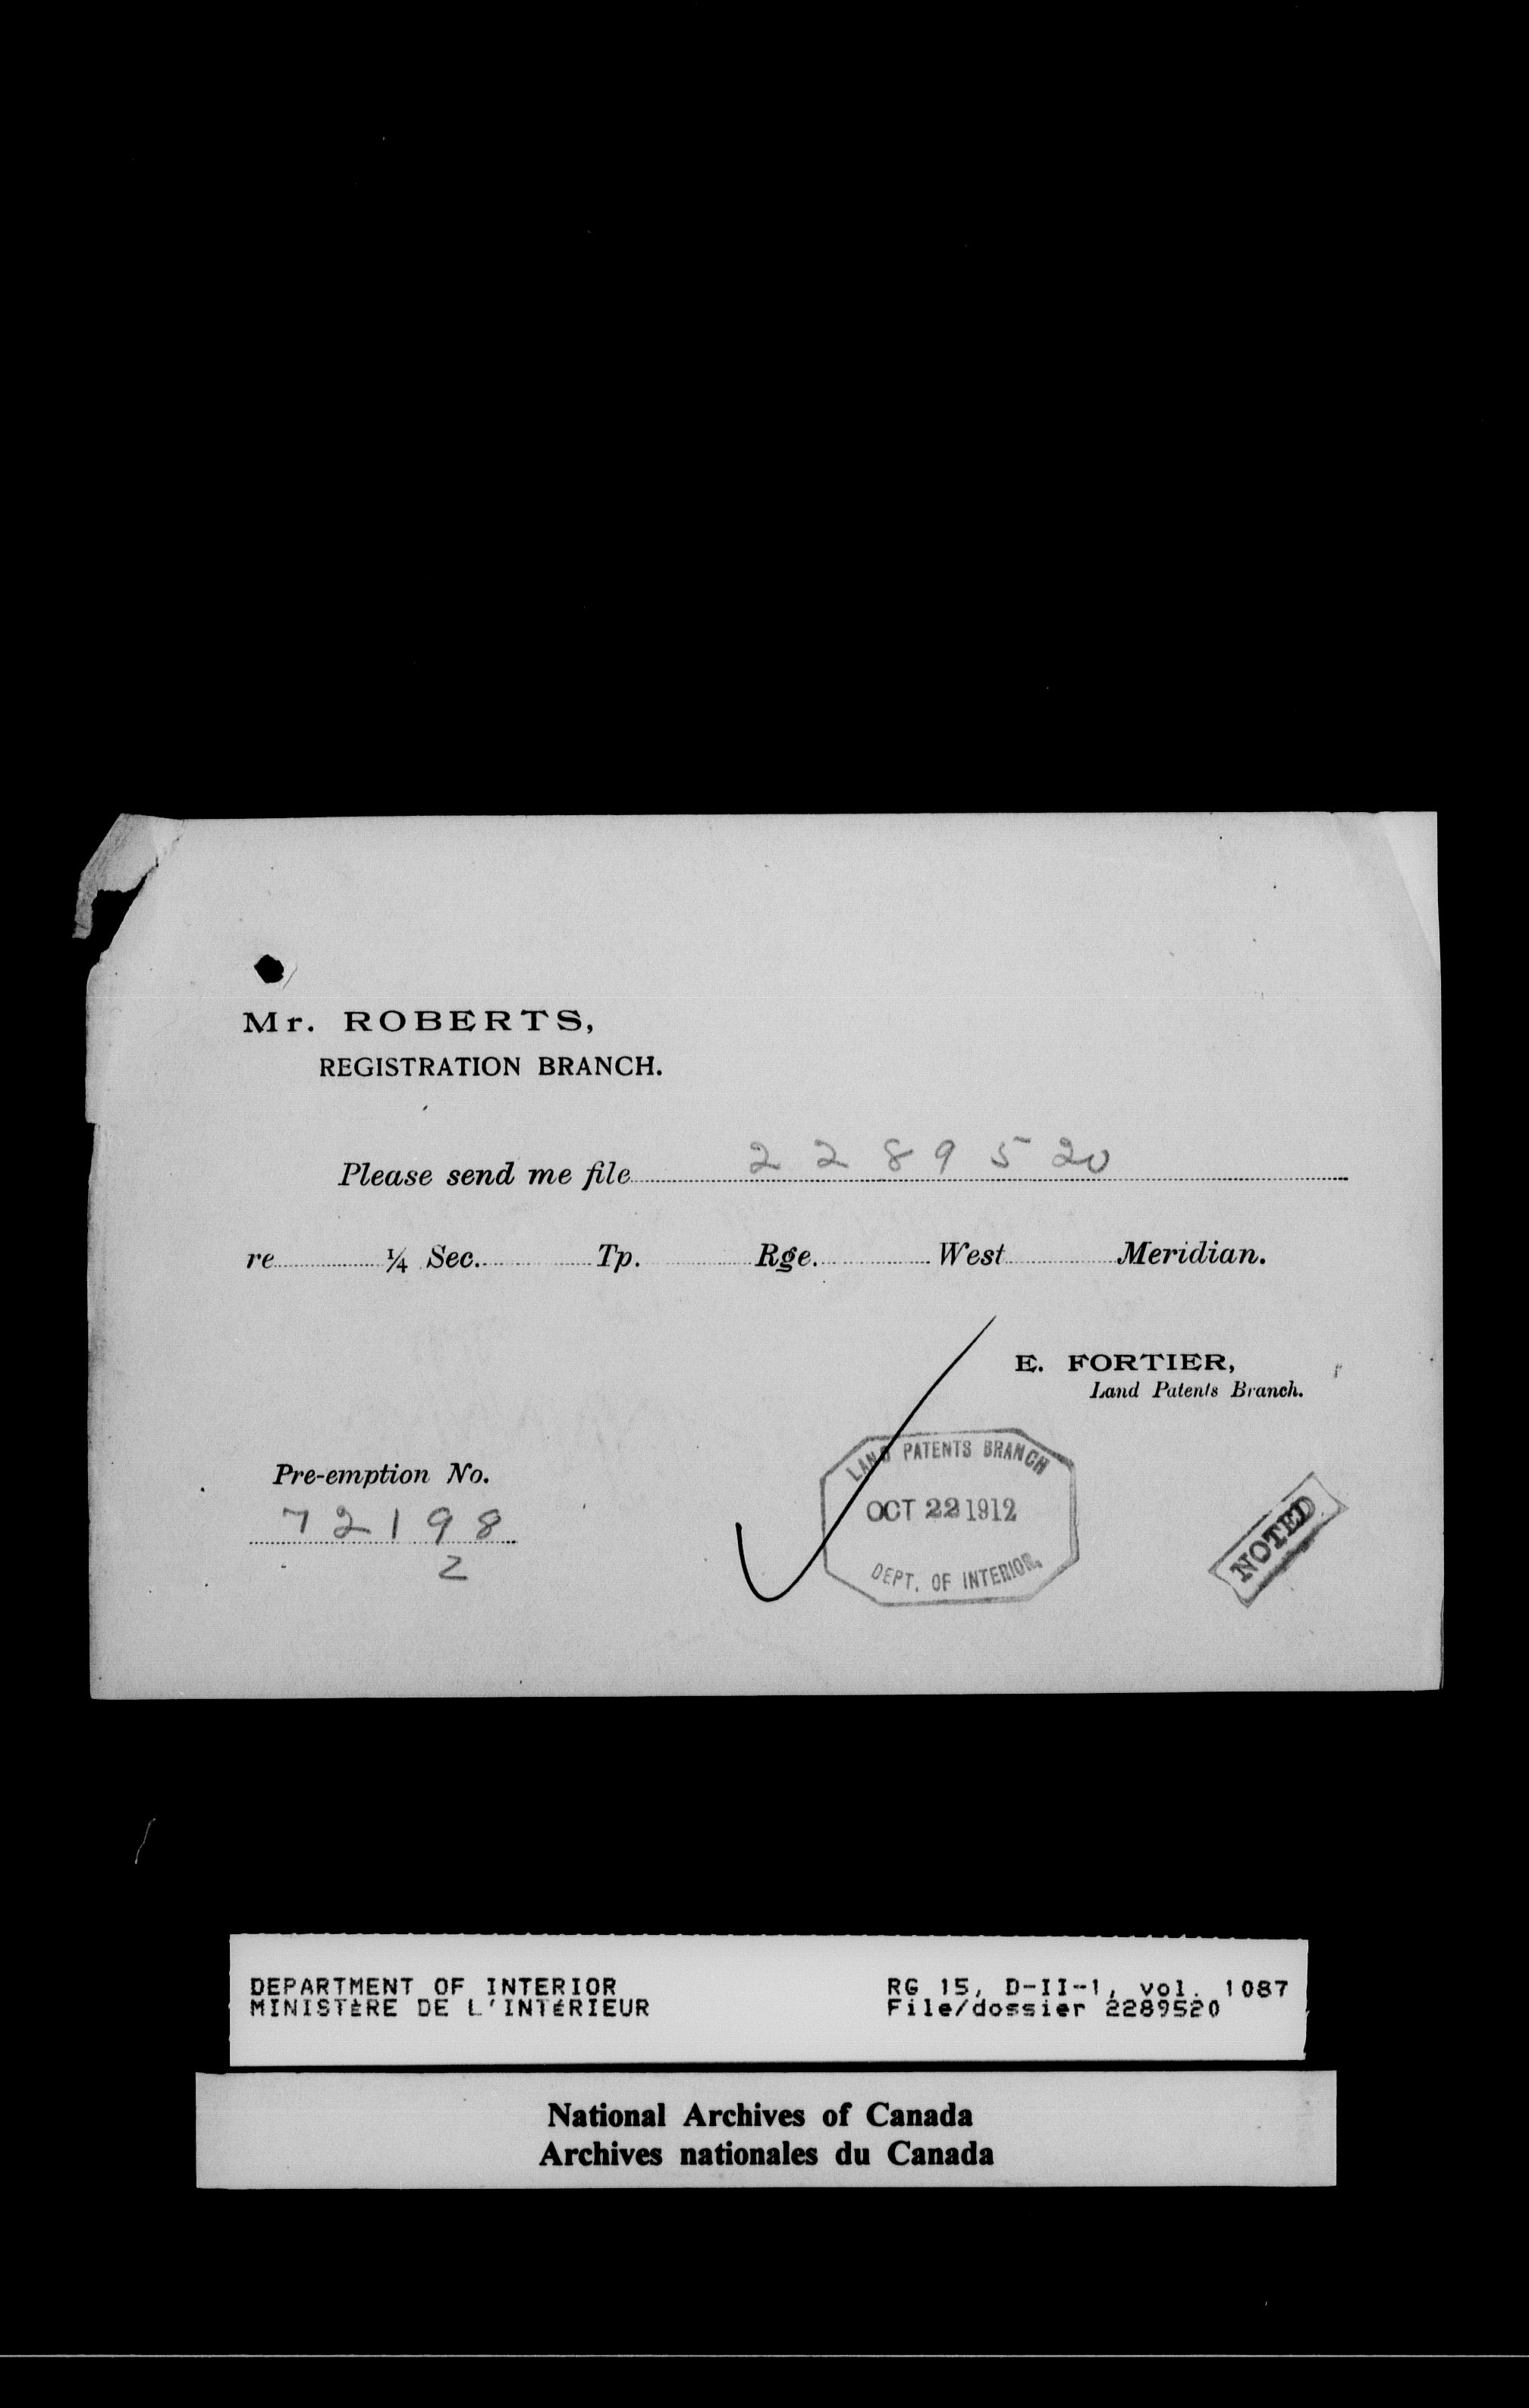 Mr. ROBERTS,
REGISTRATION BRANCH.
Please send me file 2289520
re ¼ Sec. Tp. Rge. West Meridian.
E. FORTIER,
Land Patents Branch.
Pre-emption No.
72198
2
LAND PATENTS BRANCH
OCT 22 1912
DEPT. OF INTERIOR.
NOTED
DEPARTMENT OF INTERIOR
MINISTÈRE DE L'INTÉRIEUR
RG 15, D-II-1, vol. 1087
File/dossier 2289520
National Archives of Canada
Archives nationales du Canada